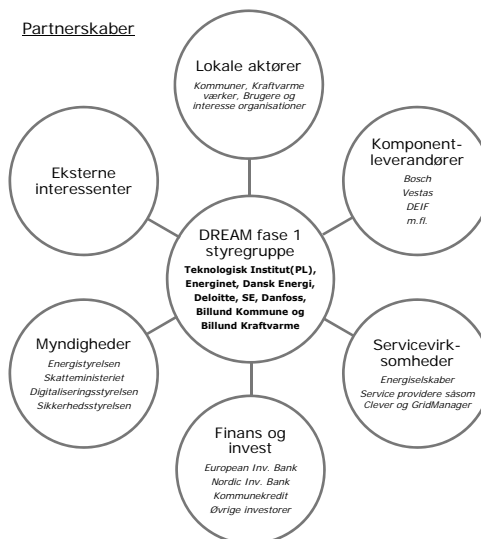 Partnerskaber
Lokale aktører
Kommuner, Kraftvarme
værker, Brugere og
interesse organisationer
Eksterne
interessenter
Komponent-
leverandører
Bosch
Vestas
DEIF
m.fl.
DREAM fase 1
styregruppe
Teknologisk Institut(PL),
Energinet, Dansk Energi,
Deloitte, SE, Danfoss,
Billund Kommune og
Billund Kraftvarme
Myndigheder
Energistyrelsen
Skatteministeriet
Digitaliseringsstyrelsen
Sikkerhedsstyrelsen
Servicevirk-
somheder
Energiselskaber
Service providere såsom
Clever og GridManager
Finans og
invest
European Inv. Bank
Nordic Inv. Bank
Kommunekredit
Øvrige investorer